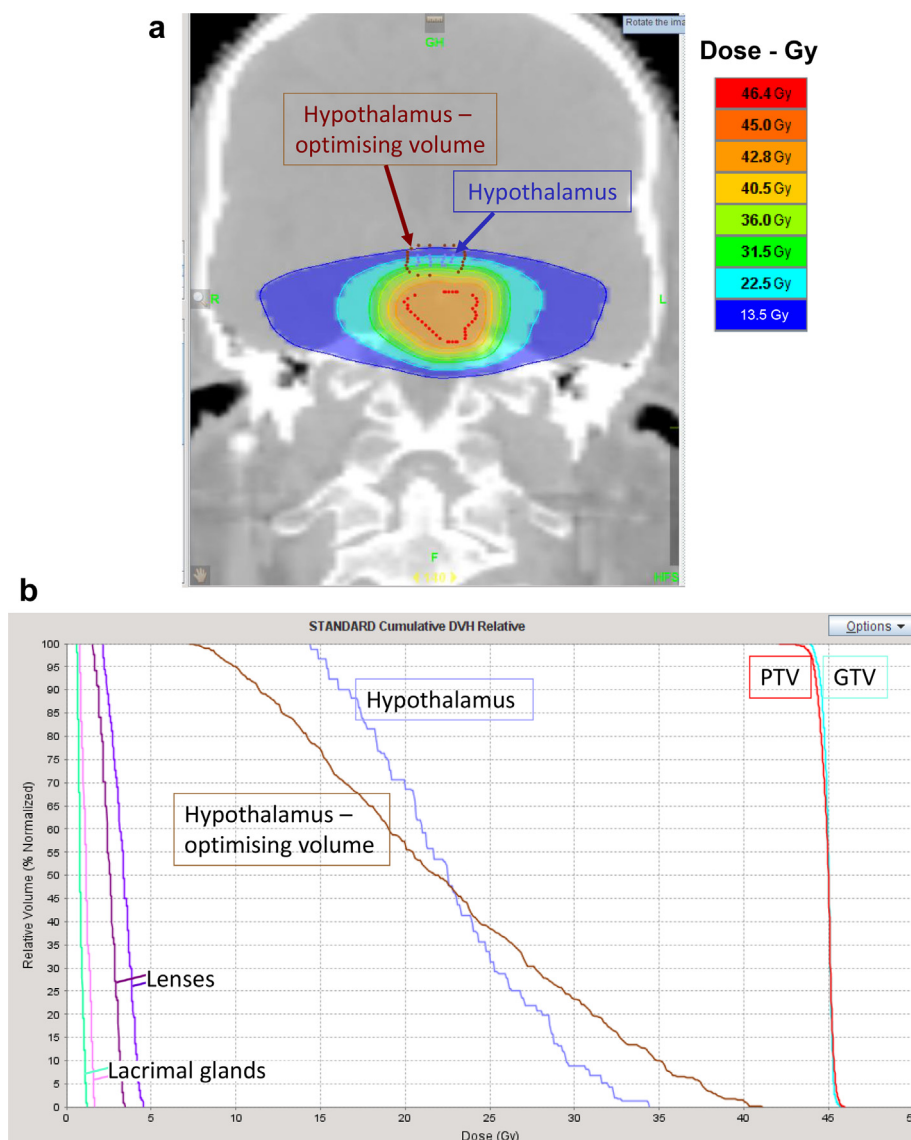 a
Rotate the ima
GH
Dose - Gy
46.4 Gy
45.0 Gy
42.8 Gy
40.5 Gy
36.0 Gy
31.5 Gy
22.5 Gy
13.5 Gy
Hypothalamus –
optimising volume
Hypothalamus
R
L
F
b
STANDARD Cumulative DVH Relative
Options
Relative Volume (% Normalized)
100
95
90
85
80
75
70
65
60
55
50
45
40
35
30
25
20
15
10
5
0
PTV
GTV
Hypothalamus
Hypothalamus –
optimising volume
Lenses
Lacrimal glands
0 5 10 15 20 25 30 35 40 45
Dose (Gy)